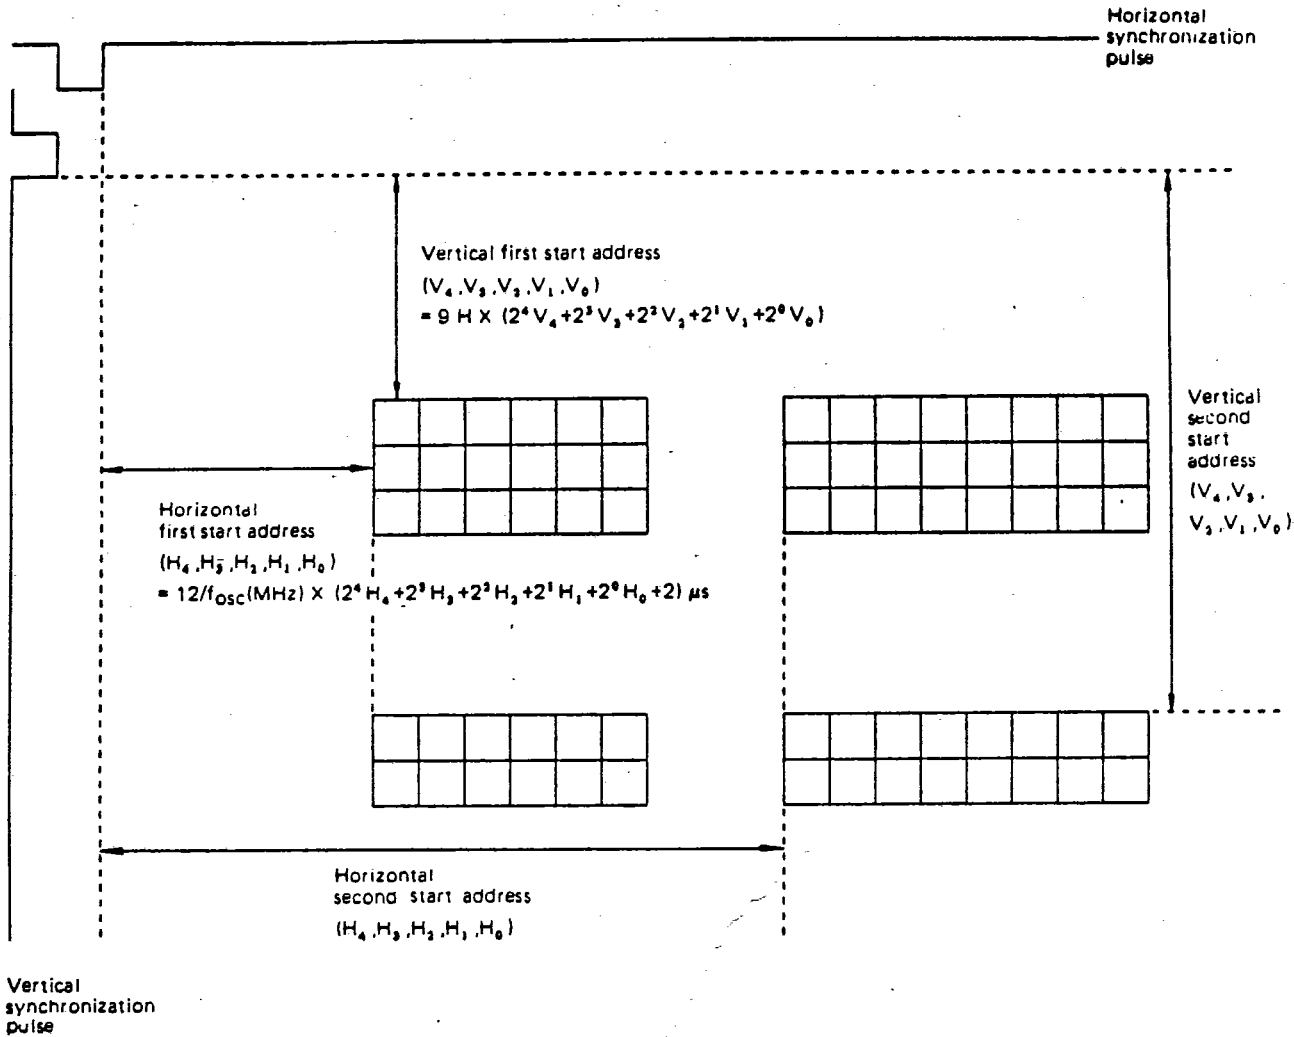 Horizontal
synchronization
pulse
Vertical first start address
(V₄,V₃,V₂,V₁,V₀)
= 9 H X (2⁴V₄+2³V₃+2²V₂+2¹V₁+2⁰V₀)
Vertical
second
start
address
(V₄,V₃,
V₂,V₁,V₀)
Horizontal
first start address
(H₄,H₃,H₂,H₁,H₀)
= 12/fOSC(MHz) X (2⁴H₄+2³H₃+2²H₂+2¹H₁+2⁰H₀+2) µs
Horizontal
second start address
(H₄,H₃,H₂,H₁,H₀)
Vertical
synchronization
pulse